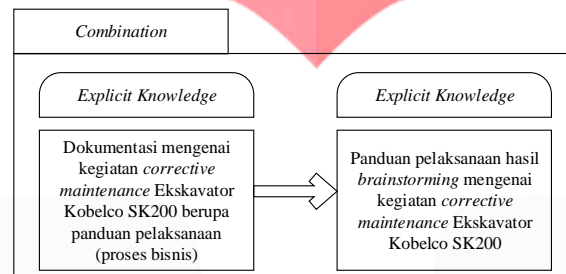 Combination
Explicit Knowledge
Dokumentasi mengenai
kegiatan corrective
maintenance Ekskavator
Kobelco SK200 berupa
panduan pelaksanaan
(proses bisnis)
Explicit Knowledge
Panduan pelaksanaan hasil
brainstorming mengenai
kegiatan corrective
maintenance Ekskavator
Kobelco SK200